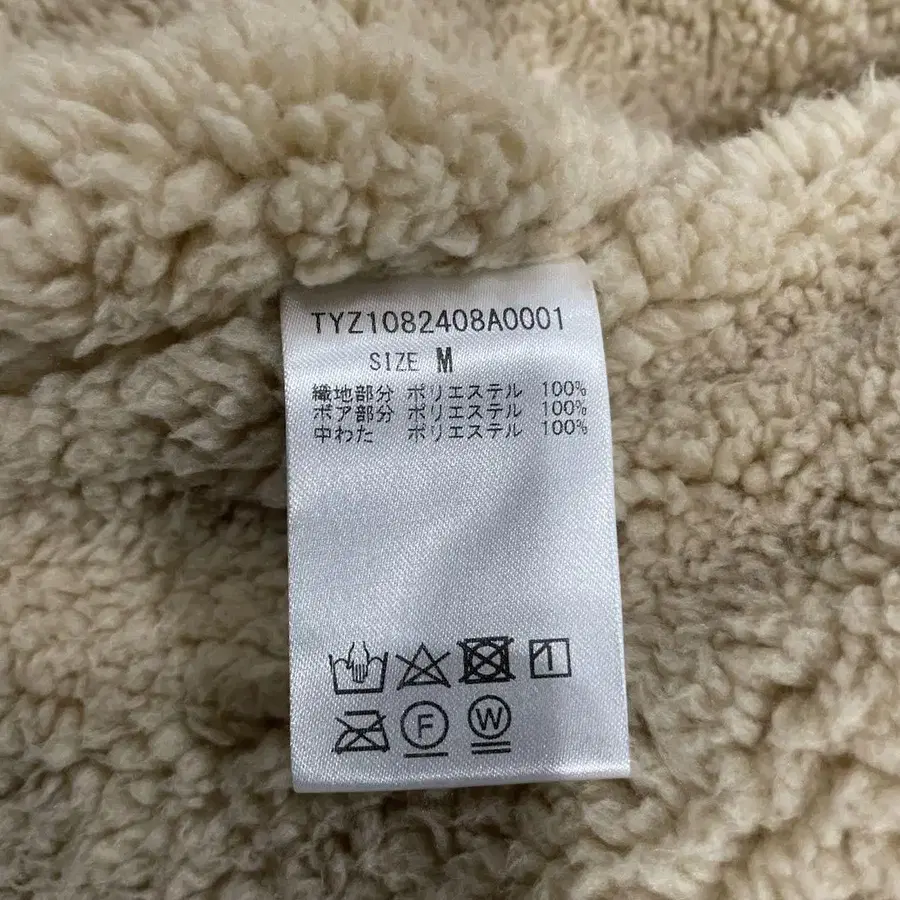 TYZ1082408A0001
SIZE M
織地部分 ポリエステル 100%
ボア部分 ポリエステル 100%
中わた ポリエステル 100%
F W